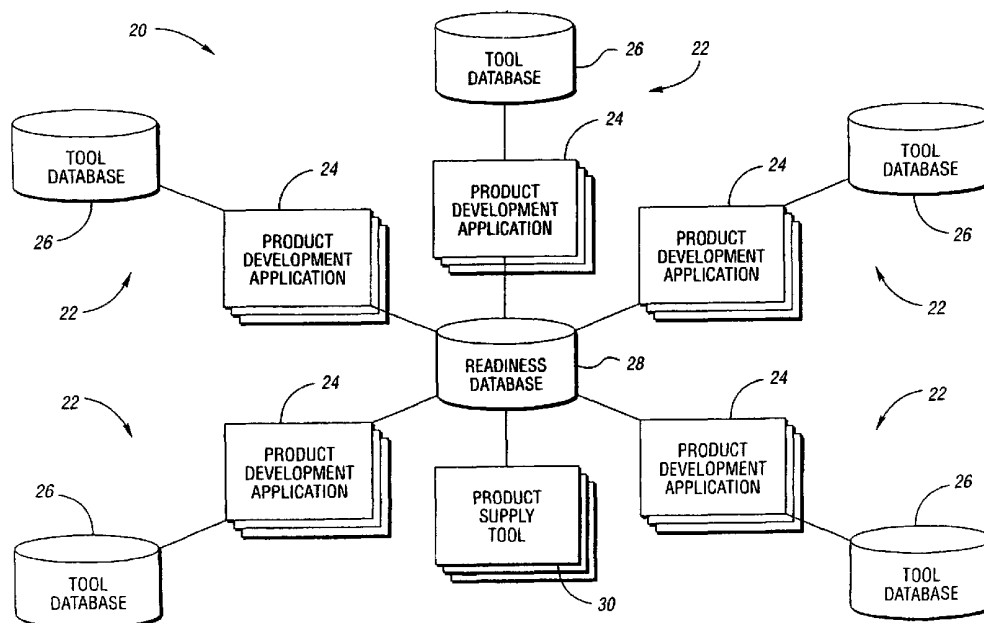 20
TOOL
DATABASE
26
22
TOOL
DATABASE
26
24
PRODUCT
DEVELOPMENT
APPLICATION
24
PRODUCT
DEVELOPMENT
APPLICATION
24
PRODUCT
DEVELOPMENT
APPLICATION
TOOL
DATABASE
26
22
22
READINESS
DATABASE
28
22
24
PRODUCT
DEVELOPMENT
APPLICATION
24
PRODUCT
DEVELOPMENT
APPLICATION
22
26
TOOL
DATABASE
PRODUCT
SUPPLY
TOOL
30
26
TOOL
DATABASE